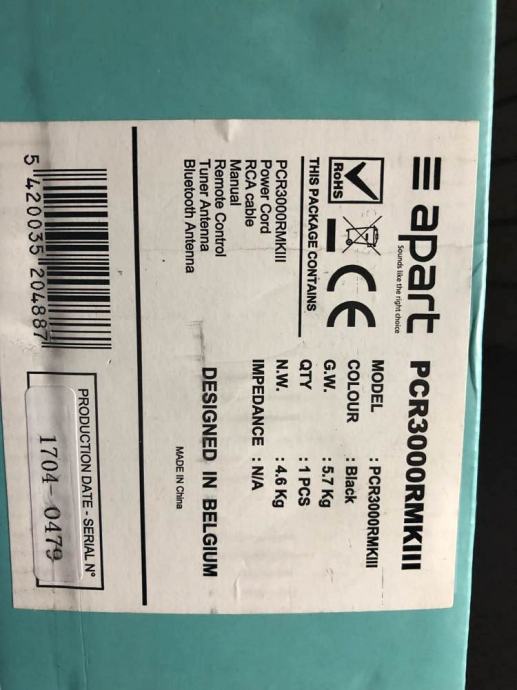 apart PCR3000RMKIII
Sounds like the right choice
RoHS
CE
THIS PACKAGE CONTAINS
PCR3000RMKIII
Power Cord
RCA cable
Manual
Remote Control
Tuner Antenna
Bluetooth Antenna
MODEL : PCR3000RMKIII
COLOUR : Black
G.W. : 5.7 Kg
QTY : 1 PCS
N.W. : 4.6 Kg
IMPEDANCE : N/A
DESIGNED IN BELGIUM
MADE IN China
5 420035 204887
PRODUCTION DATE - SERIAL N°
1704-0479